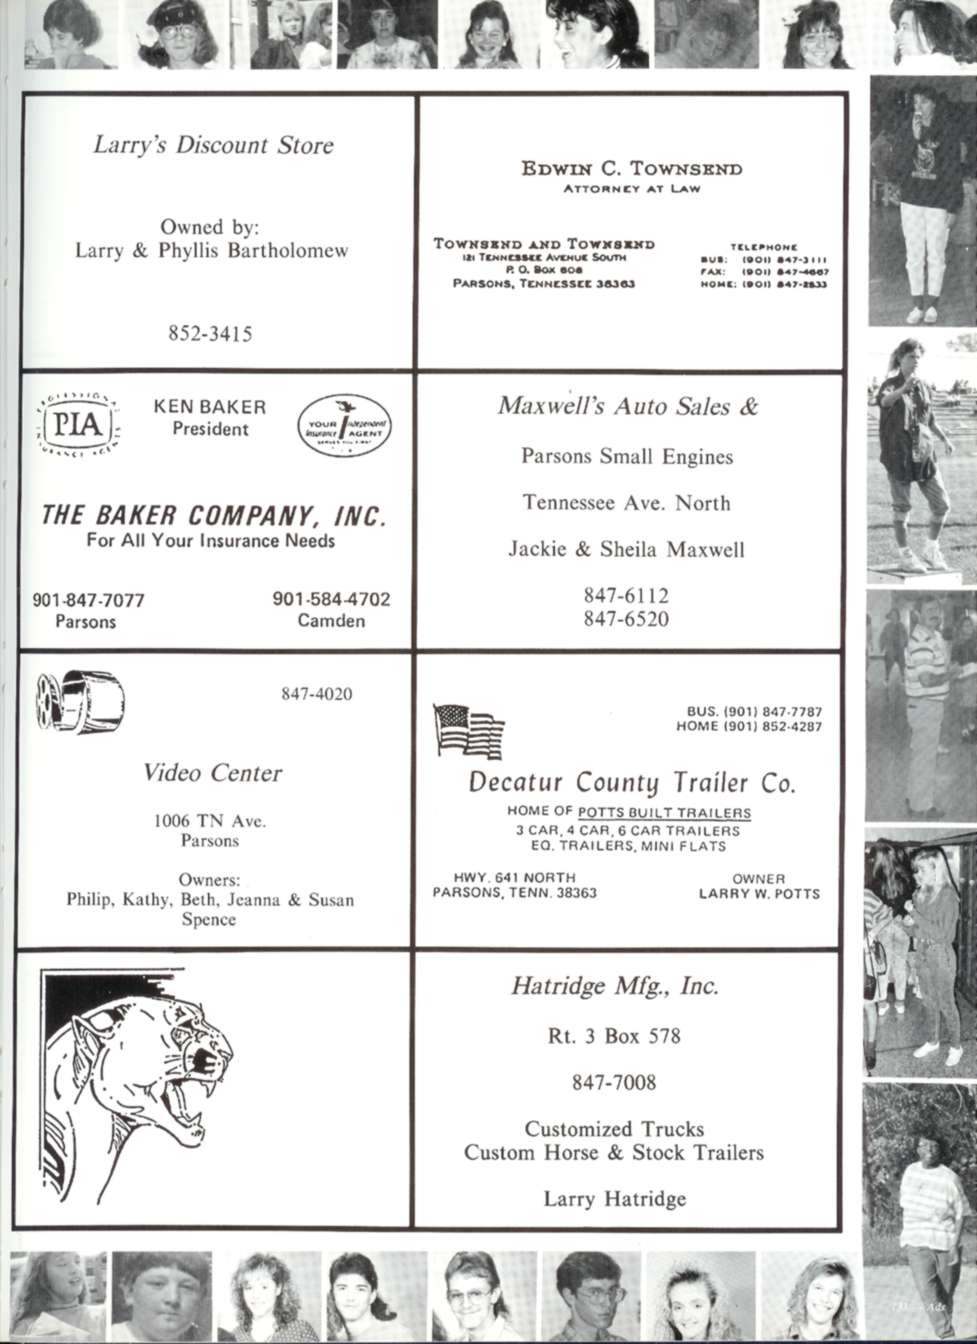 Larry's Discount Store
Owned by:
Larry & Phyllis Bartholomew
852-3415
EDWIN C. TOWNSEND
ATTORNEY AT LAW
TOWNSEND AND TOWNSEND
121 TENNESSEE AVENUE SOUTH
P. O. BOX 608
PARSONS, TENNESSEE 38363
TELEPHONE
BUS: (901) 847-3111
FAX: (901) 847-4667
HOME: (901) 847-2833
PROFESSIONAL
PIA
INSURANCE AGENTS
KEN BAKER
President
YOUR Independent
Insurance AGENT
SERVES YOU FIRST
THE BAKER COMPANY, INC.
For All Your Insurance Needs
901-847-7077
Parsons
901-584-4702
Camden
Maxwell's Auto Sales &
Parsons Small Engines
Tennessee Ave. North
Jackie & Sheila Maxwell
847-6112
847-6520
847-4020
Video Center
1006 TN Ave.
Parsons
Owners:
Philip, Kathy, Beth, Jeanna & Susan
Spence
BUS. (901) 847-7787
HOME (901) 852-4287
Decatur County Trailer Co.
HOME OF POTTS BUILT TRAILERS
3 CAR, 4 CAR, 6 CAR TRAILERS
EQ. TRAILERS, MINI FLATS
HWY. 641 NORTH
PARSONS, TENN. 38363
OWNER
LARRY W. POTTS
Hatridge Mfg., Inc.
Rt. 3 Box 578
847-7008
Customized Trucks
Custom Horse & Stock Trailers
Larry Hatridge
Ads